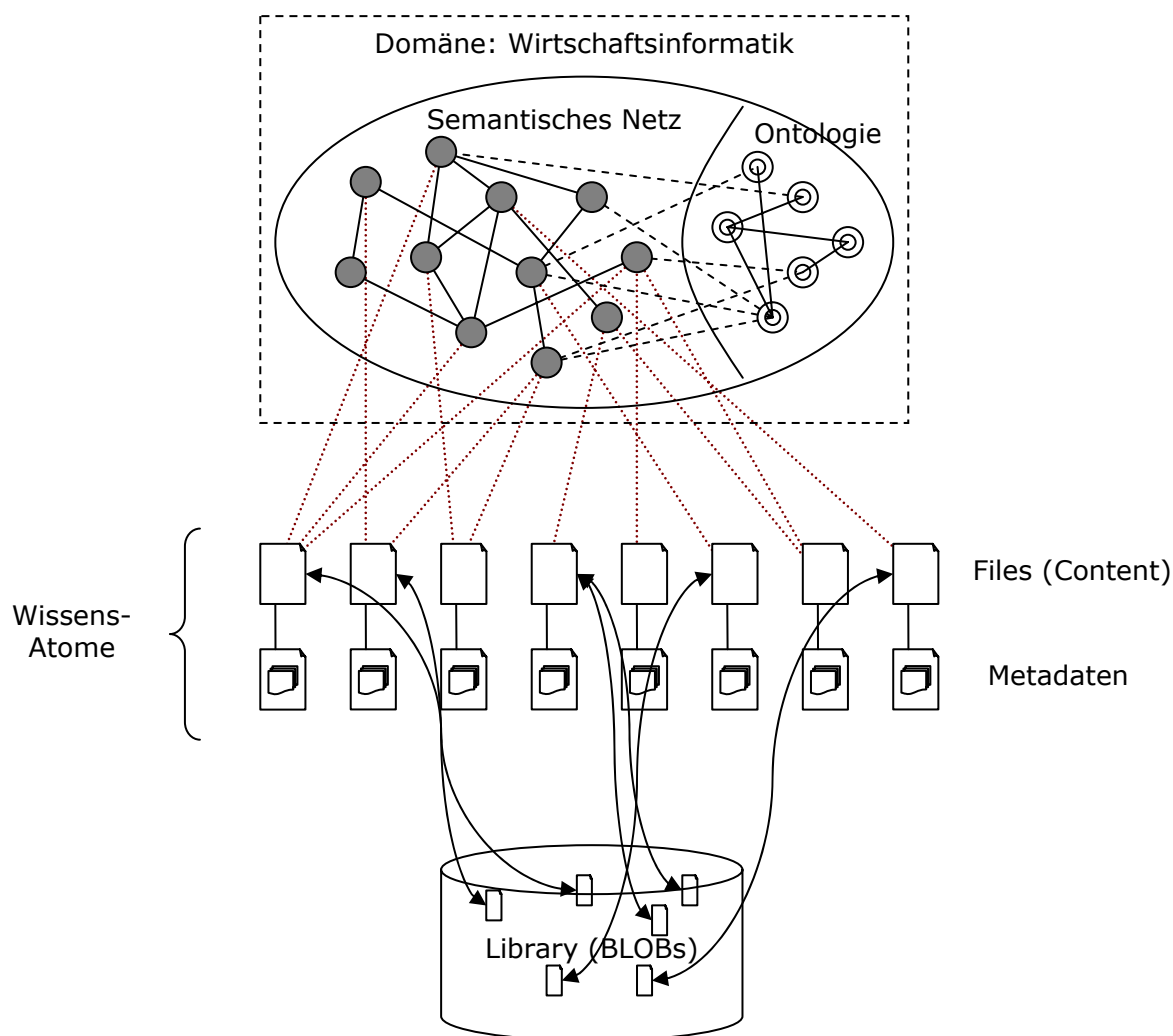 Domäne: Wirtschaftsinformatik
Semantisches Netz
Ontologie
Files (Content)
Wissens-
Atome
Metadaten
Library (BLOBs)